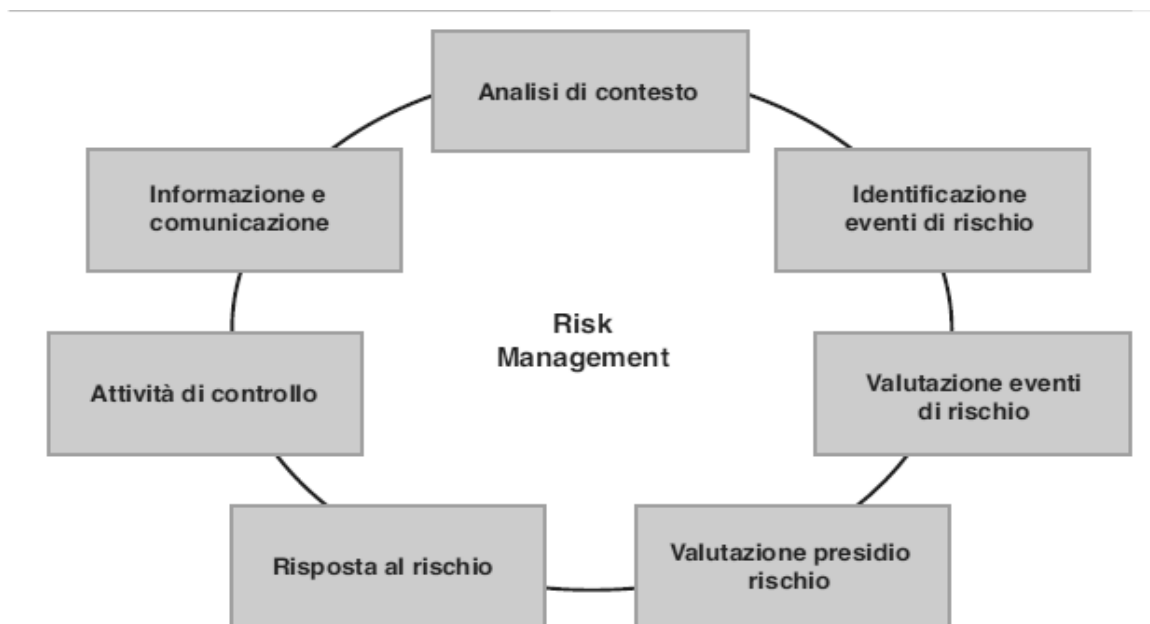 Analisi di contesto
Identificazione
eventi di rischio
Valutazione eventi
di rischio
Valutazione presidio
rischio
Risposta al rischio
Attività di controllo
Informazione e
comunicazione
Risk
Management